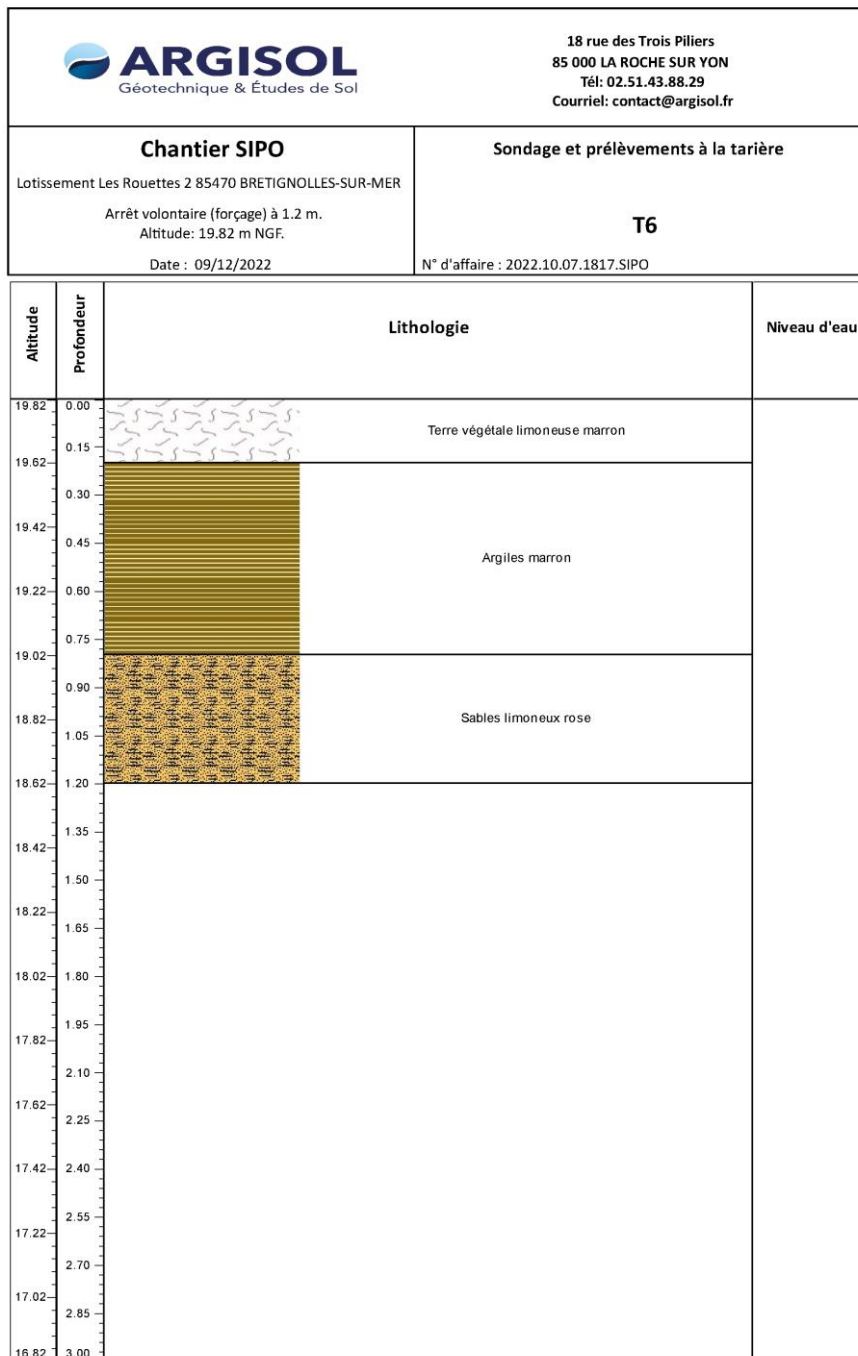 ARGISOL
Géotechnique & Études de Sol
18 rue des Trois Piliers
85 000 LA ROCHE SUR YON
Tél: 02.51.43.88.29
Courriel: contact@argisol.fr
Chantier SIPO
Lotissement Les Rouettes 2 85470 BRETIGNOLLES-SUR-MER
Arrêt volontaire (forçage) à 1.2 m.
Altitude: 19.82 m NGF.
Date : 09/12/2022
Sondage et prélèvements à la tarière
T6
N° d'affaire : 2022.10.07.1817.SIPO
Altitude
Profondeur
Lithologie
Niveau d'eau
19.82 0.00
Terre végétale limoneuse marron
0.15
19.62
0.30
19.42
0.45
Argiles marron
19.22 0.60
0.75
19.02
0.90
Sables limoneux rose
18.82
1.05
18.62 1.20
1.35
18.42
1.50
18.22
1.65
18.02 1.80
1.95
17.82
2.10
17.62
2.25
17.42 2.40
2.55
17.22
2.70
17.02
2.85
16.82 3.00